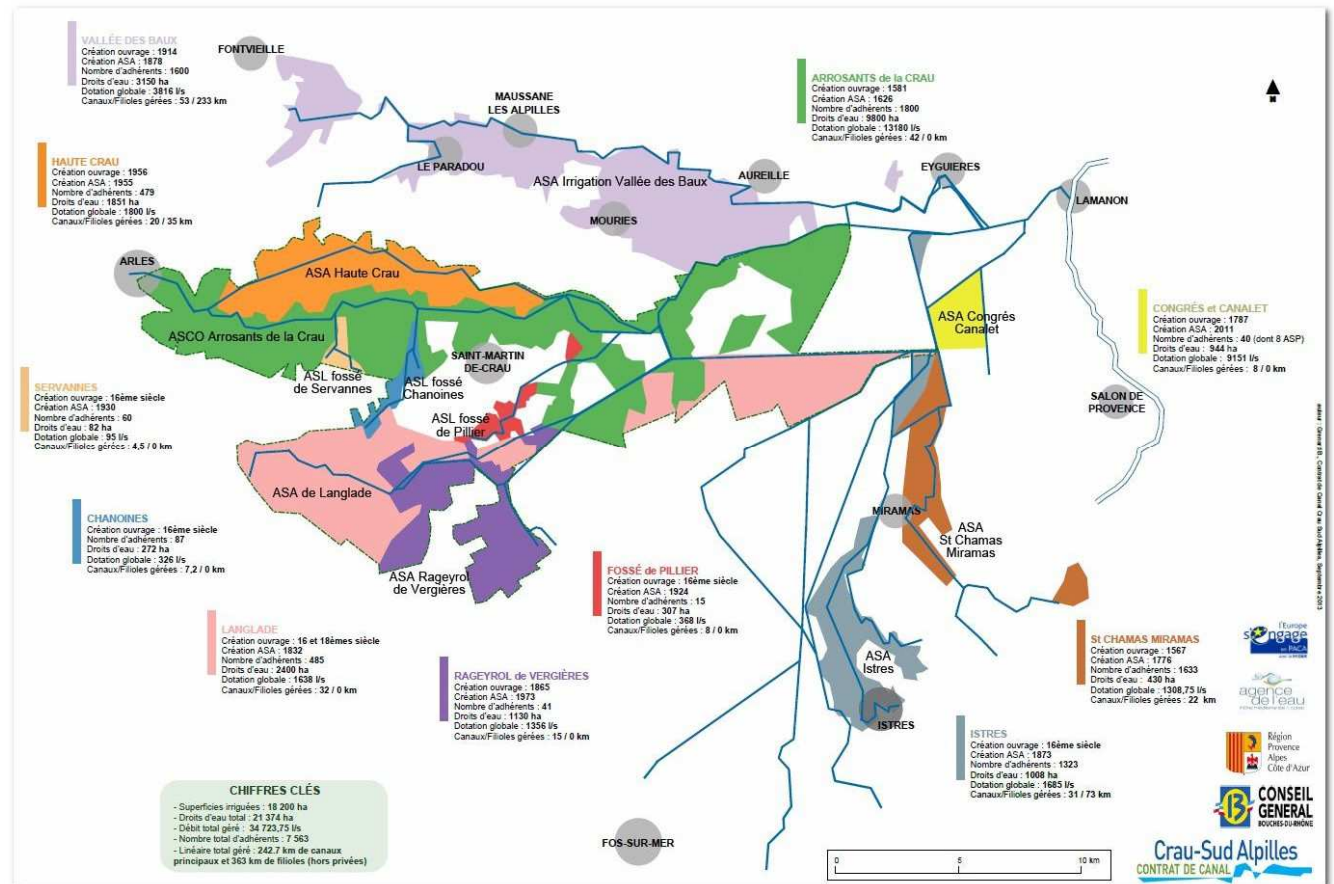 VALLÉE DES BAUX
Création ouvrage : 1914
Création ASA : 1878
Nombre d'adhérents : 1600
Droits d'eau : 3150 ha
Dotation globale : 3816 l/s
Canaux/Filioles gérées : 53 / 233 km
FONTVIEILLE
MAUSSANE
LES ALPILLES
ARROSANTS de la CRAU
Création ouvrage : 1581
Création ASA : 1626
Nombre d'adhérents : 1800
Droits d'eau : 9800 ha
Dotation globale : 13180 l/s
Canaux/Filioles gérées : 42 / 0 km
HAUTE CRAU
Création ouvrage : 1956
Création ASA : 1955
Nombre d'adhérents : 479
Droits d'eau : 1851 ha
Dotation globale : 1800 l/s
Canaux/Filioles gérées : 20 / 35 km
LE PARADOU
ASA Irrigation Vallée des Baux
AUREILLE
EYGUIERES
LAMANON
MOURIES
ARLES
ASA Haute Crau
ASCO Arrosants de la Crau
ASA Congrès
Canalet
CONGRÈS et CANALET
Création ouvrage : 1787
Création ASA : 2011
Nombre d'adhérents : 40 (dont 8 ASP)
Droits d'eau : 944 ha
Dotation globale : 9151 l/s
Canaux/Filioles gérées : 8 / 0 km
SAINT-MARTIN
DE-CRAU
SERVANNES
Création ouvrage : 16ème siècle
Création ASA : 1930
Nombre d'adhérents : 60
Droits d'eau : 82 ha
Dotation globale : 95 l/s
Canaux/Filioles gérées : 4,5 / 0 km
ASL fossé
de Servannes
ASL fossé
Chanoines
ASL fossé
de Pillier
SALON DE
PROVENCE
ASA de Langlade
CHANOINES
Création ouvrage : 16ème siècle
Nombre d'adhérents : 87
Droits d'eau : 272 ha
Dotation globale : 326 l/s
Canaux/Filioles gérées : 7,2 / 0 km
MIRAMAS
ASA
St Chamas
Miramas
ASA Rageyrol
de Vergières
FOSSÉ de PILLIER
Création ouvrage : 16ème siècle
Création ASA : 1924
Nombre d'adhérents : 15
Droits d'eau : 307 ha
Dotation globale : 368 l/s
Canaux/Filioles gérées : 8 / 0 km
LANGLADE
Création ouvrage : 16 et 18èmes siècle
Création ASA : 1832
Nombre d'adhérents : 485
Droits d'eau : 2400 ha
Dotation globale : 1638 l/s
Canaux/Filioles gérées : 32 / 0 km
RAGEYROL de VERGIÈRES
Création ouvrage : 1865
Création ASA : 1973
Nombre d'adhérents : 41
Droits d'eau : 1130 ha
Dotation globale : 1356 l/s
Canaux/Filioles gérées : 15 / 0 km
ASA
Istres
ISTRES
St CHAMAS MIRAMAS
Création ouvrage : 1567
Création ASA : 1776
Nombre d'adhérents : 1633
Droits d'eau : 430 ha
Dotation globale : 1308,75 l/s
Canaux/Filioles gérées : 22 km
ISTRES
Création ouvrage : 16ème siècle
Création ASA : 1873
Nombre d'adhérents : 1323
Droits d'eau : 1008 ha
Dotation globale : 1685 l/s
Canaux/Filioles gérées : 31 / 73 km
CHIFFRES CLÉS
- Superficies irriguées : 18 200 ha
- Droits d'eau total : 21 374 ha
- Débit total géré : 34 723,75 l/s
- Nombre total d'adhérents : 7 563
- Linéaire total géré : 242.7 km de canaux
principaux et 363 km de filioles (hors privées)
FOS-SUR-MER
0 5 10 km
Contrat de Canal Crau Sud Alpilles, Septembre 2013
l'Europe
s'engage
en PACA
agence
de l'eau
Région
Provence
Alpes
Côte d'Azur
CONSEIL
GENERAL
BOUCHES-DU-RHÔNE
Crau-Sud Alpilles
CONTRAT DE CANAL